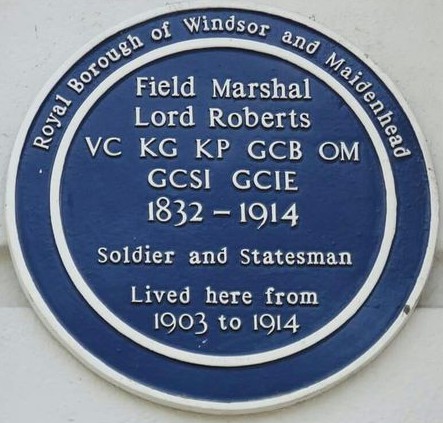 Royal Borough of Windsor and Maidenhead
Field Marshal
Lord Roberts
VC KG KP GCB OM
GCSI GCIE
1832 – 1914
Soldier and Statesman
Lived here from
1903 to 1914